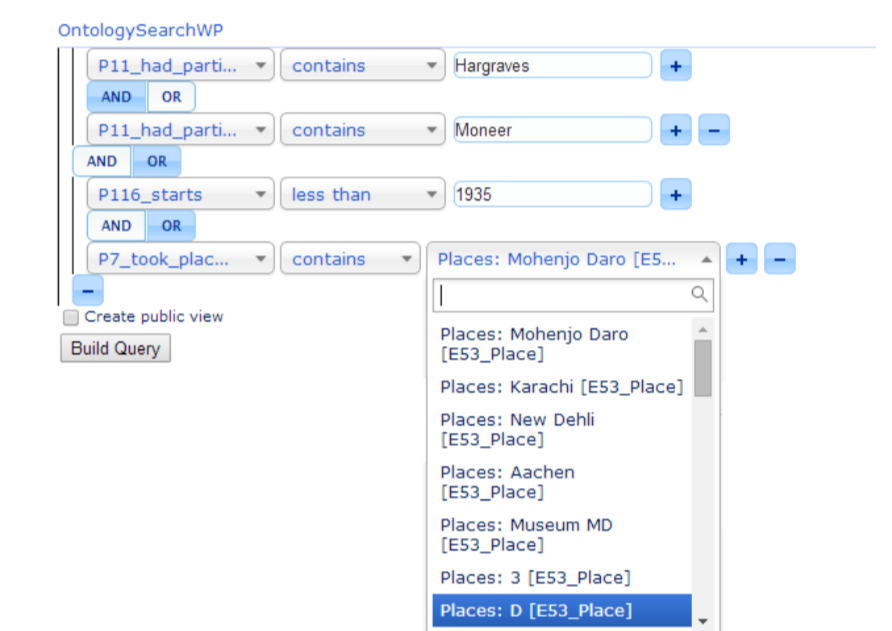 OntologySearchWP
P11_had_parti... contains Hargraves +
AND OR
P11_had_parti... contains Moneer + −
AND OR
P116_starts less than 1935 +
AND OR
P7_took_plac... contains Places: Mohenjo Daro [E5... + −
−
Create public view
Build Query
Places: Mohenjo Daro
[E53_Place]
Places: Karachi [E53_Place]
Places: New Dehli
[E53_Place]
Places: Aachen
[E53_Place]
Places: Museum MD
[E53_Place]
Places: 3 [E53_Place]
Places: D [E53_Place]